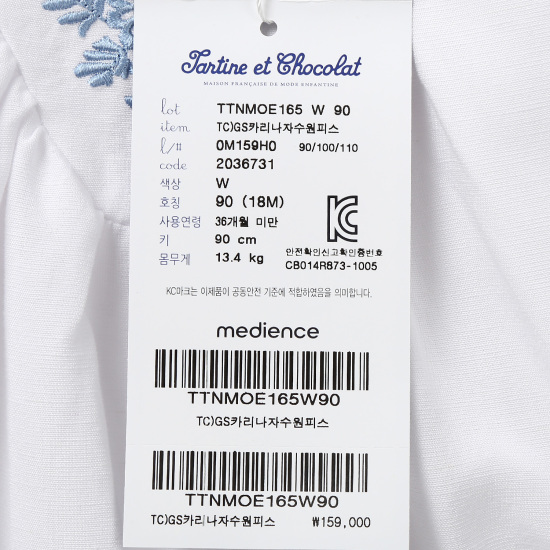 Tartine et Chocolat
MAISON FRANÇAISE DE MODE ENFANTINE
lot TTNMOE165 W 90
item TC)GS카리나자수원피스
l/# 0M159H0 90/100/110
code 2036731
색상 W
호칭 90 (18M)
사용연령 36개월 미만
키 90 cm
몸무게 13.4 kg
안전확인신고확인증번호
CB014R873-1005
KC마크는 이제품이 공동안전 기준에 적합하였음을 의미합니다.
medience
TTNMOE165W90
TC)GS카리나자수원피스
TTNMOE165W90
TC)GS카리나자수원피스 ₩159,000